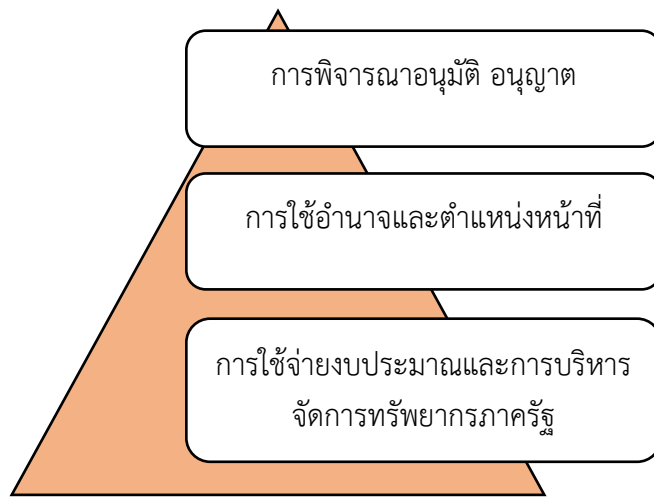 การพิจารณาอนุมัติ อนุญาต
การใช้อำนาจและตำแหน่งหน้าที่
การใช้จ่ายงบประมาณและการบริหาร
จัดการทรัพยากรภาครัฐ